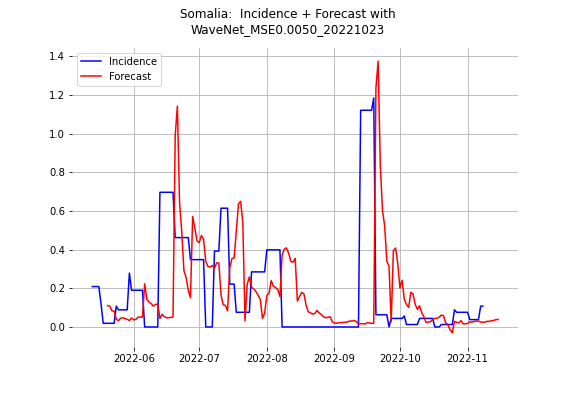 Somalia:  Incidence + Forecast with
WaveNet_MSE0.0050_20221023
Incidence
Forecast
1.4
1.2
1.0
0.8
0.6
0.4
0.2
0.0
2022-06 2022-07 2022-08 2022-09 2022-10 2022-11